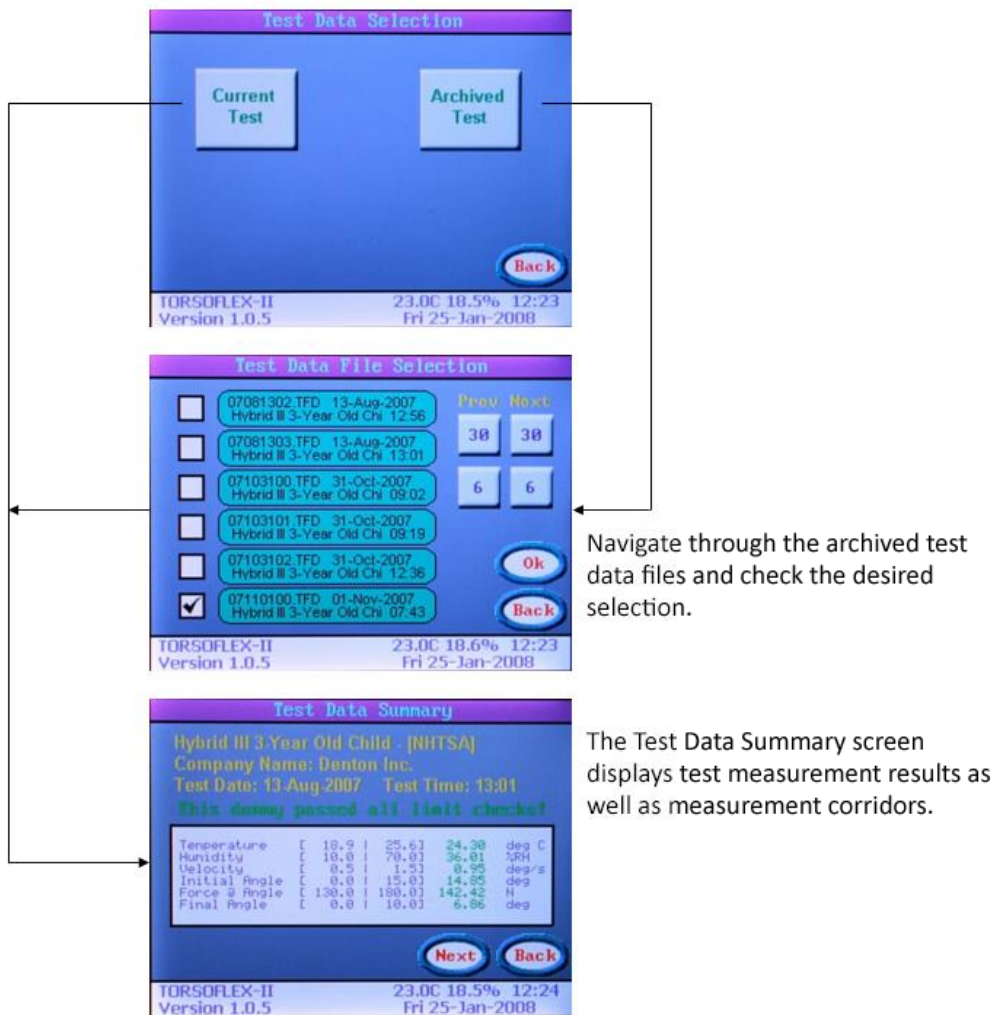 Test Data Selection
Current
Test
Archived
Test
Back
TORSOFLEX-II
Version 1.0.5
23.0C 18.5% 12:23
Fri 25-Jan-2008
Test Data File Selection
07081302.TFD 13-Aug-2007
Hybrid III 3-Year Old Chi 12:56
07081303.TFD 13-Aug-2007
Hybrid III 3-Year Old Chi 13:01
07103100.TFD 31-Oct-2007
Hybrid III 3-Year Old Chi 09:02
07103101.TFD 31-Oct-2007
Hybrid III 3-Year Old Chi 09:19
07103102.TFD 31-Oct-2007
Hybrid III 3-Year Old Chi 12:36
07110100.TFD 01-Nov-2007
Hybrid III 3-Year Old Chi 07:43
Prev Next
30 30
6 6
Ok
Back
TORSOFLEX-II
Version 1.0.5
23.0C 18.6% 12:23
Fri 25-Jan-2008
Navigate through the archived test
data files and check the desired
selection.
Test Data Summary
Hybrid III 3-Year Old Child - [NHTSA]
Company Name: Denton Inc.
Test Date: 13-Aug-2007 Test Time: 13:01
This dummy passed all limit checks!
Temperature [ 18.9 | 25.6] 24.30 deg C
Humidity [ 10.0 | 70.0] 36.01 %RH
Velocity [ 0.5 | 1.5] 0.95 deg/s
Initial Angle [ 0.0 | 15.0] 14.85 deg
Force @ Angle [ 130.0 | 180.0] 142.42 N
Final Angle [ 0.0 | 10.0] 6.86 deg
Next
Back
TORSOFLEX-II
Version 1.0.5
23.0C 18.5% 12:24
Fri 25-Jan-2008
The Test Data Summary screen
displays test measurement results as
well as measurement corridors.